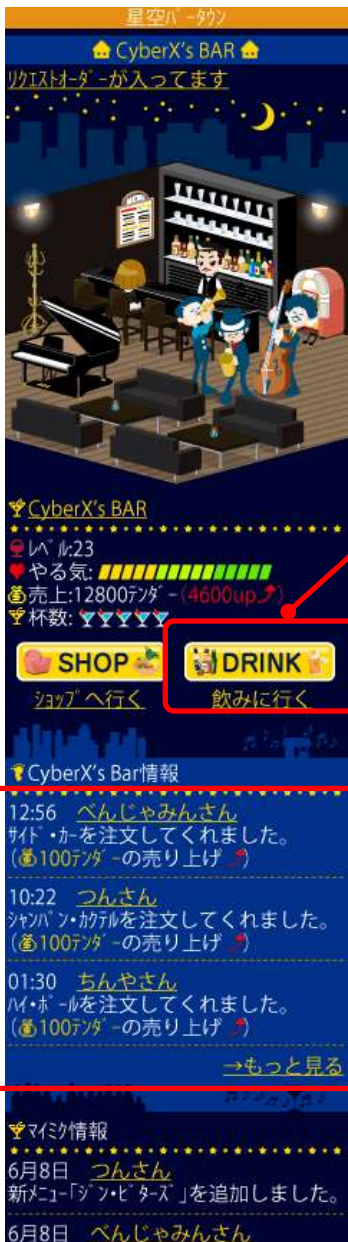 星空バータウン
CyberX's BAR
リクエストオーダーが入ってます
MENU
CyberX's BAR
レベル:23
やる気:
売上:12800テンダー(4600up)
杯数:
SHOP
DRINK
ショップへ行く
飲みに行く
CyberX's Bar情報
12:56 べんじゃみんさん
サイド・カーを注文してくれました。
(100テンダーの売り上げ)
10:22 つんさん
シャンパン・カクテルを注文してくれました。
(100テンダーの売り上げ)
01:30 ちんやさん
ハイ・ボールを注文してくれました。
(100テンダーの売り上げ)
→もっと見る
マイミク情報
6月8日 つんさん
新メニュー「ジン・ビターズ」を追加しました。
6月8日 べんじゃみんさん